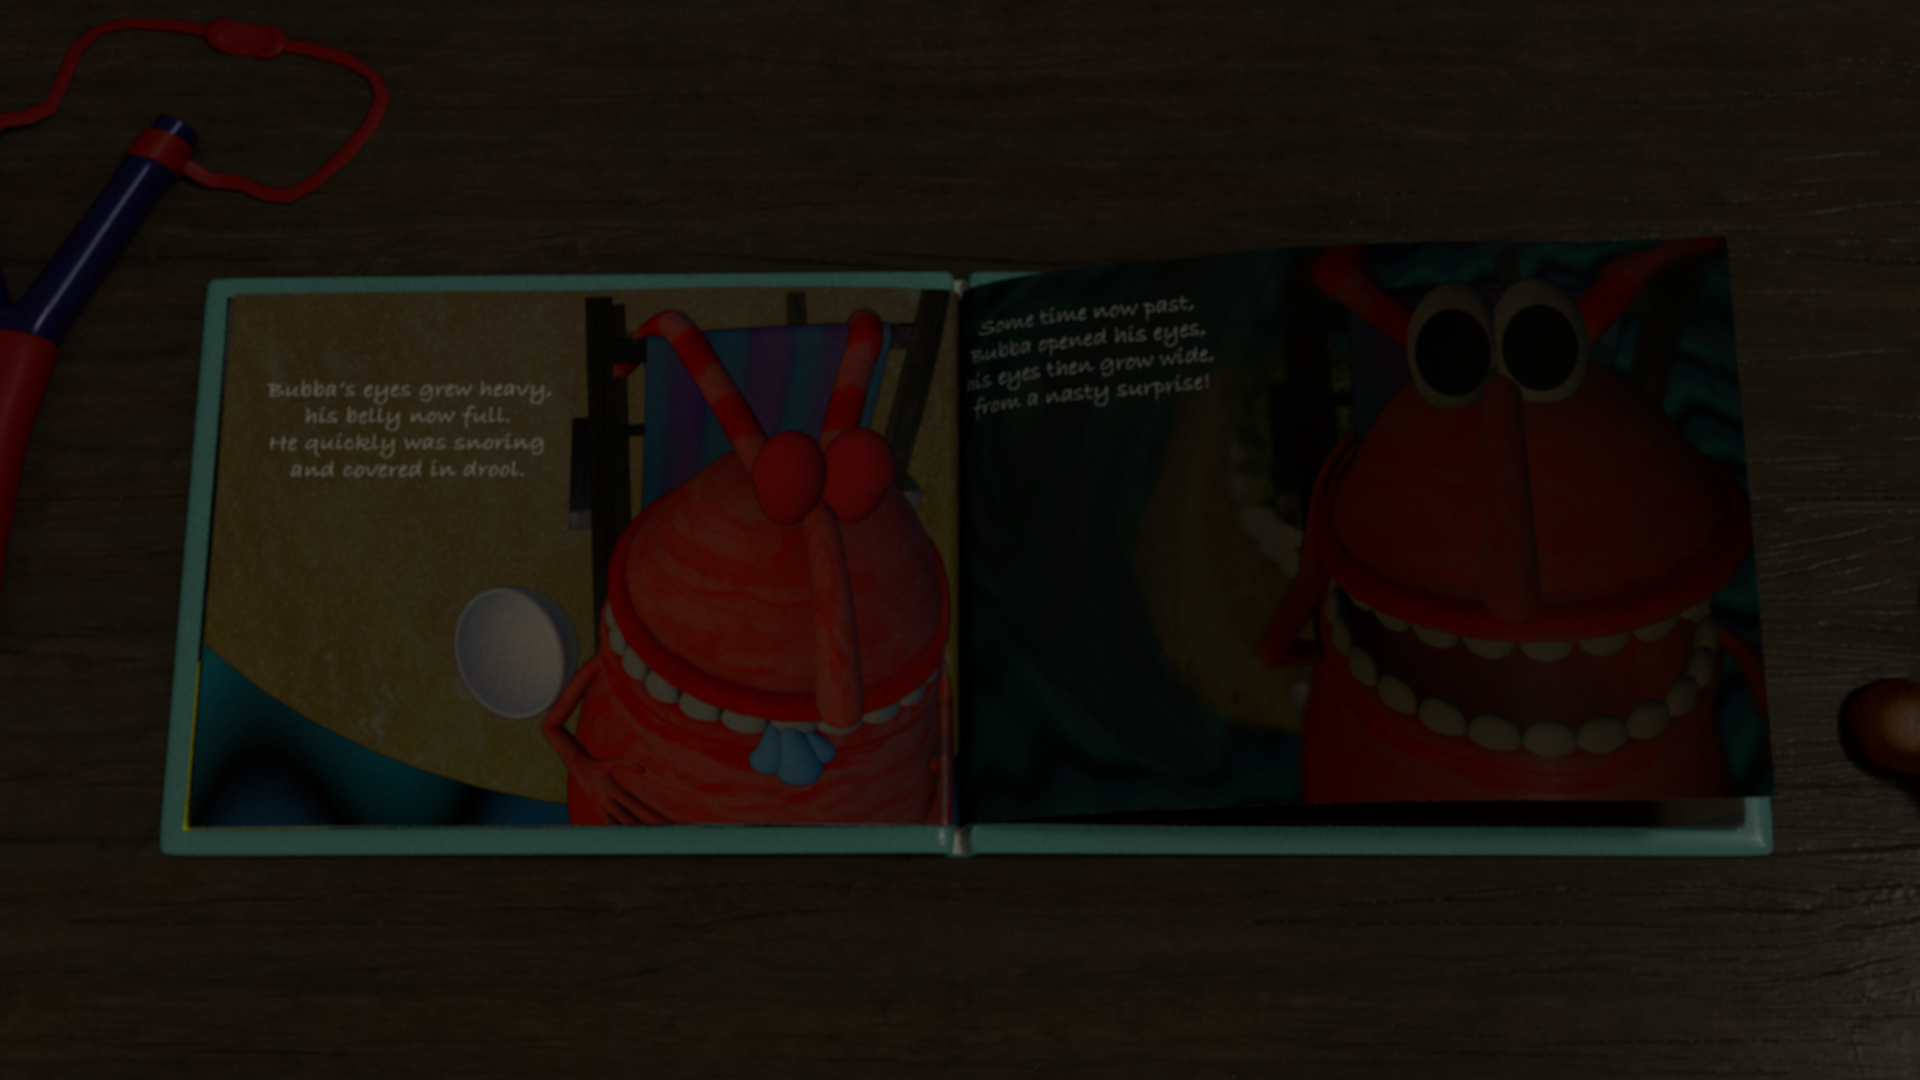 Bubba's eyes grew heavy,
his belly now full.
He quickly was snoring
and covered in drool.
Some time now past,
Bubba opened his eyes,
his eyes then grow wide,
from a nasty surprise!